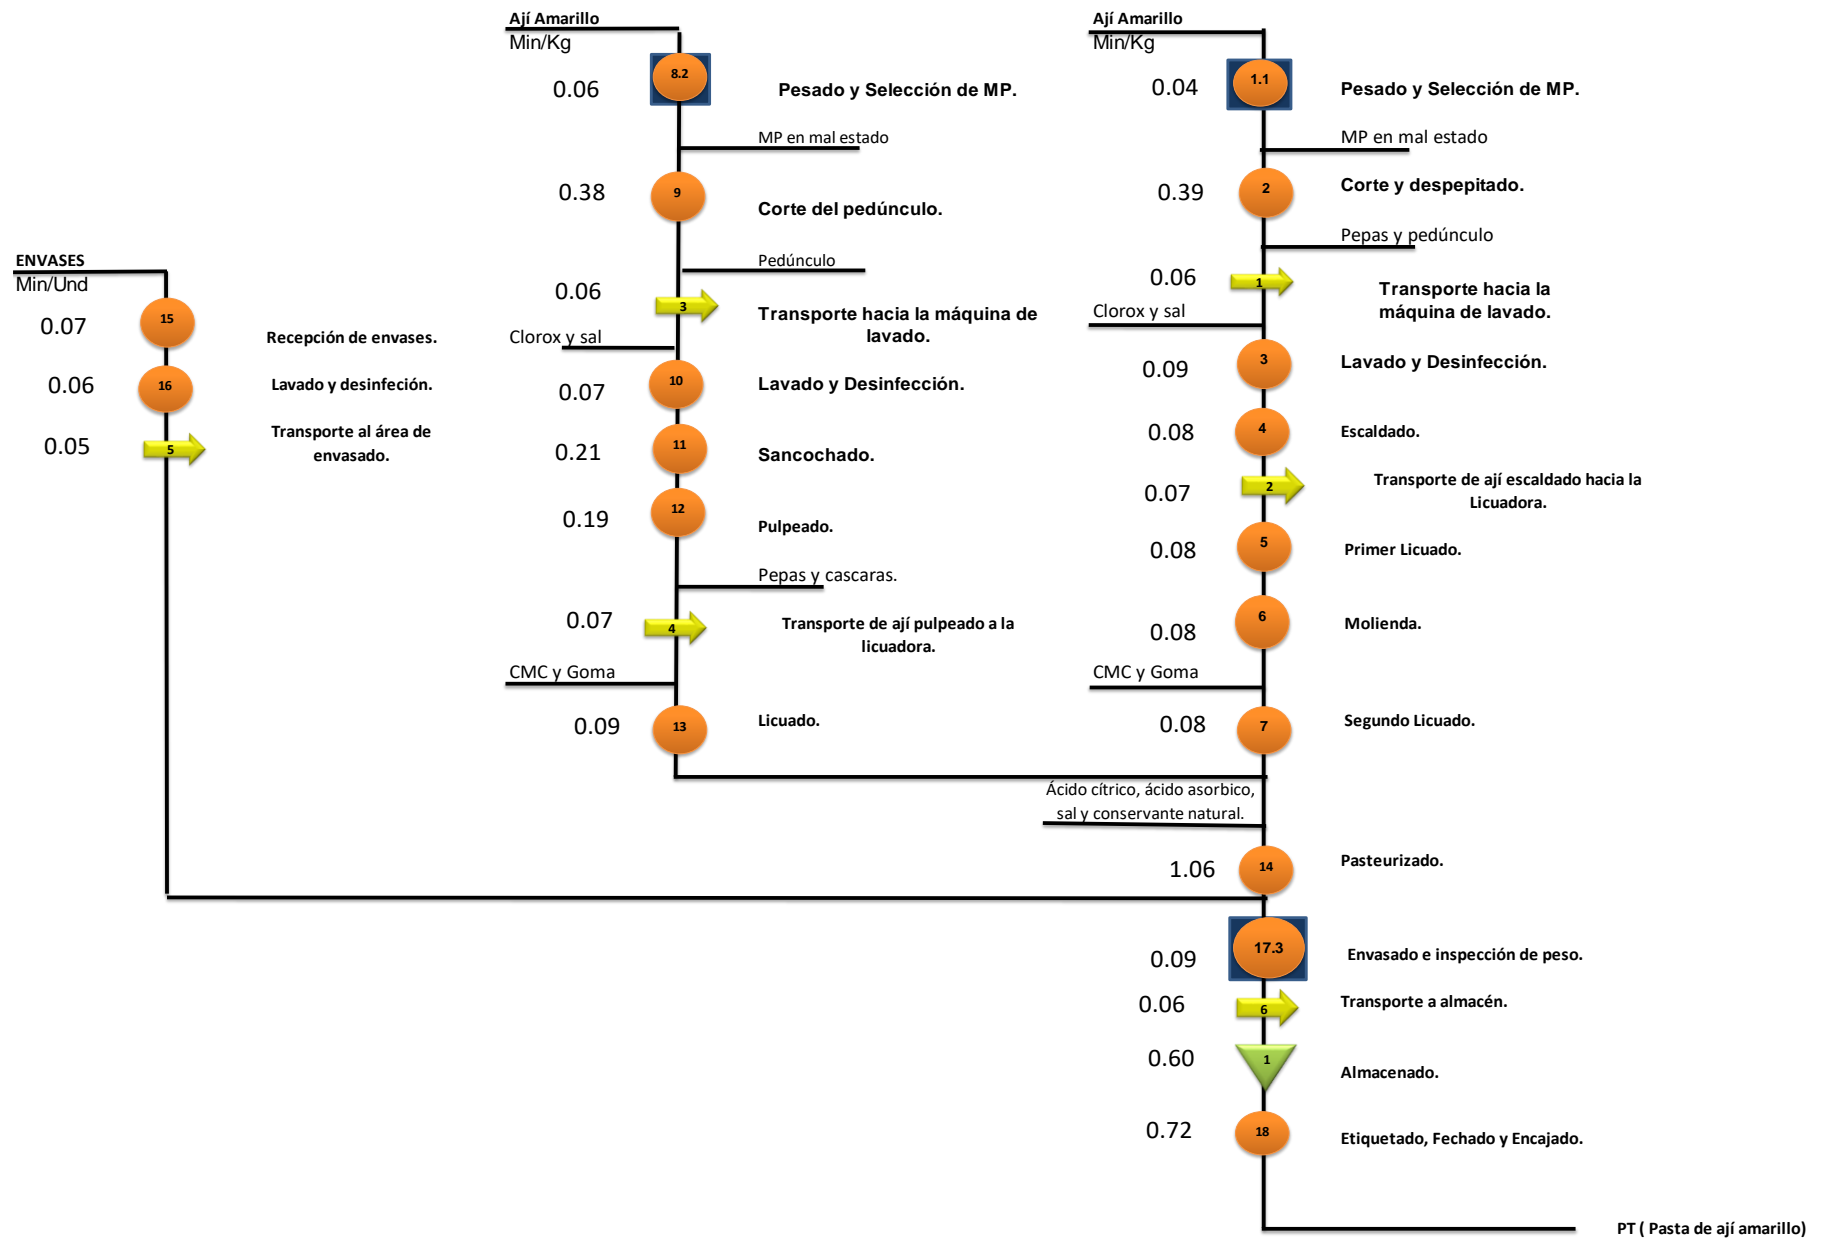 ENVASES
Min/Und
0.07
15
Recepción de envases.
0.06
16
Lavado y desinfeción.
0.05
5
Transporte al área de
envasado.
Ají Amarillo
Min/Kg
0.06
8.2
Pesado y Selección de MP.
MP en mal estado
0.38
9
Corte del pedúnculo.
Pedúnculo
0.06
3
Transporte hacia la máquina de
lavado.
Clorox y sal
0.07
10
Lavado y Desinfección.
0.21
11
Sancochado.
0.19
12
Pulpeado.
Pepas y cascaras.
0.07
4
Transporte de ají pulpeado a la
licuadora.
CMC y Goma
0.09
13
Licuado.
Ají Amarillo
Min/Kg
0.04
1.1
Pesado y Selección de MP.
MP en mal estado
0.39
2
Corte y despepitado.
Pepas y pedúnculo
0.06
1
Transporte hacia la
máquina de lavado.
Clorox y sal
0.09
3
Lavado y Desinfección.
0.08
4
Escaldado.
0.07
2
Transporte de ají escaldado hacia la
Licuadora.
0.08
5
Primer Licuado.
0.08
6
Molienda.
CMC y Goma
0.08
7
Segundo Licuado.
Ácido cítrico, ácido asorbico,
sal y conservante natural.
1.06
14
Pasteurizado.
0.09
17.3
Envasado e inspección de peso.
0.06
6
Transporte a almacén.
0.60
1
Almacenado.
0.72
18
Etiquetado, Fechado y Encajado.
PT ( Pasta de ají amarillo)